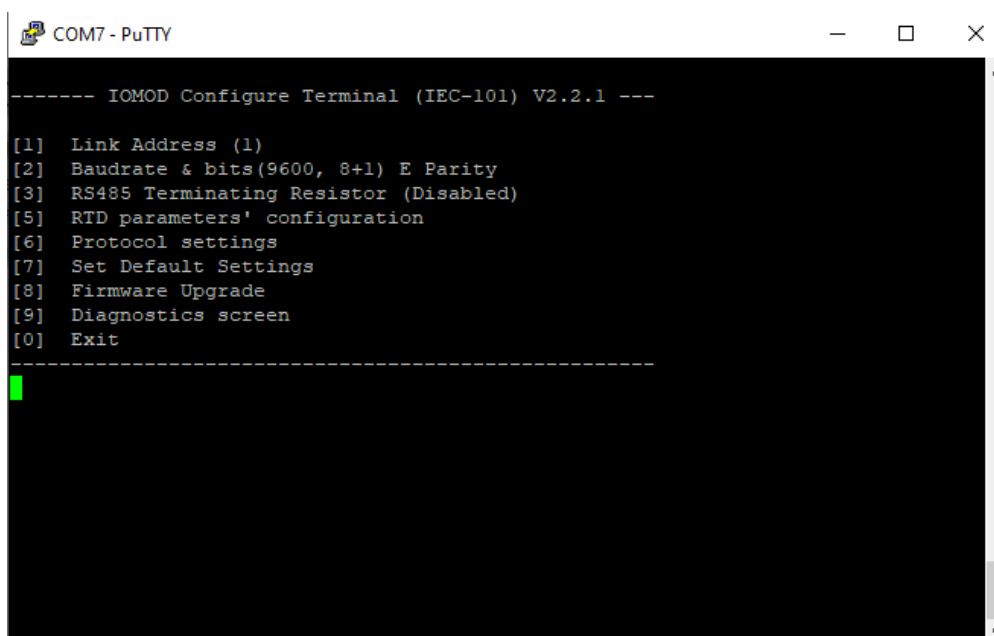 COM7 - PuTTY
------- IOMOD Configure Terminal (IEC-101) V2.2.1 ---
[1] Link Address (1)
[2] Baudrate & bits(9600, 8+1) E Parity
[3] RS485 Terminating Resistor (Disabled)
[5] RTD parameters' configuration
[6] Protocol settings
[7] Set Default Settings
[8] Firmware Upgrade
[9] Diagnostics screen
[0] Exit
-----------------------------------------------------